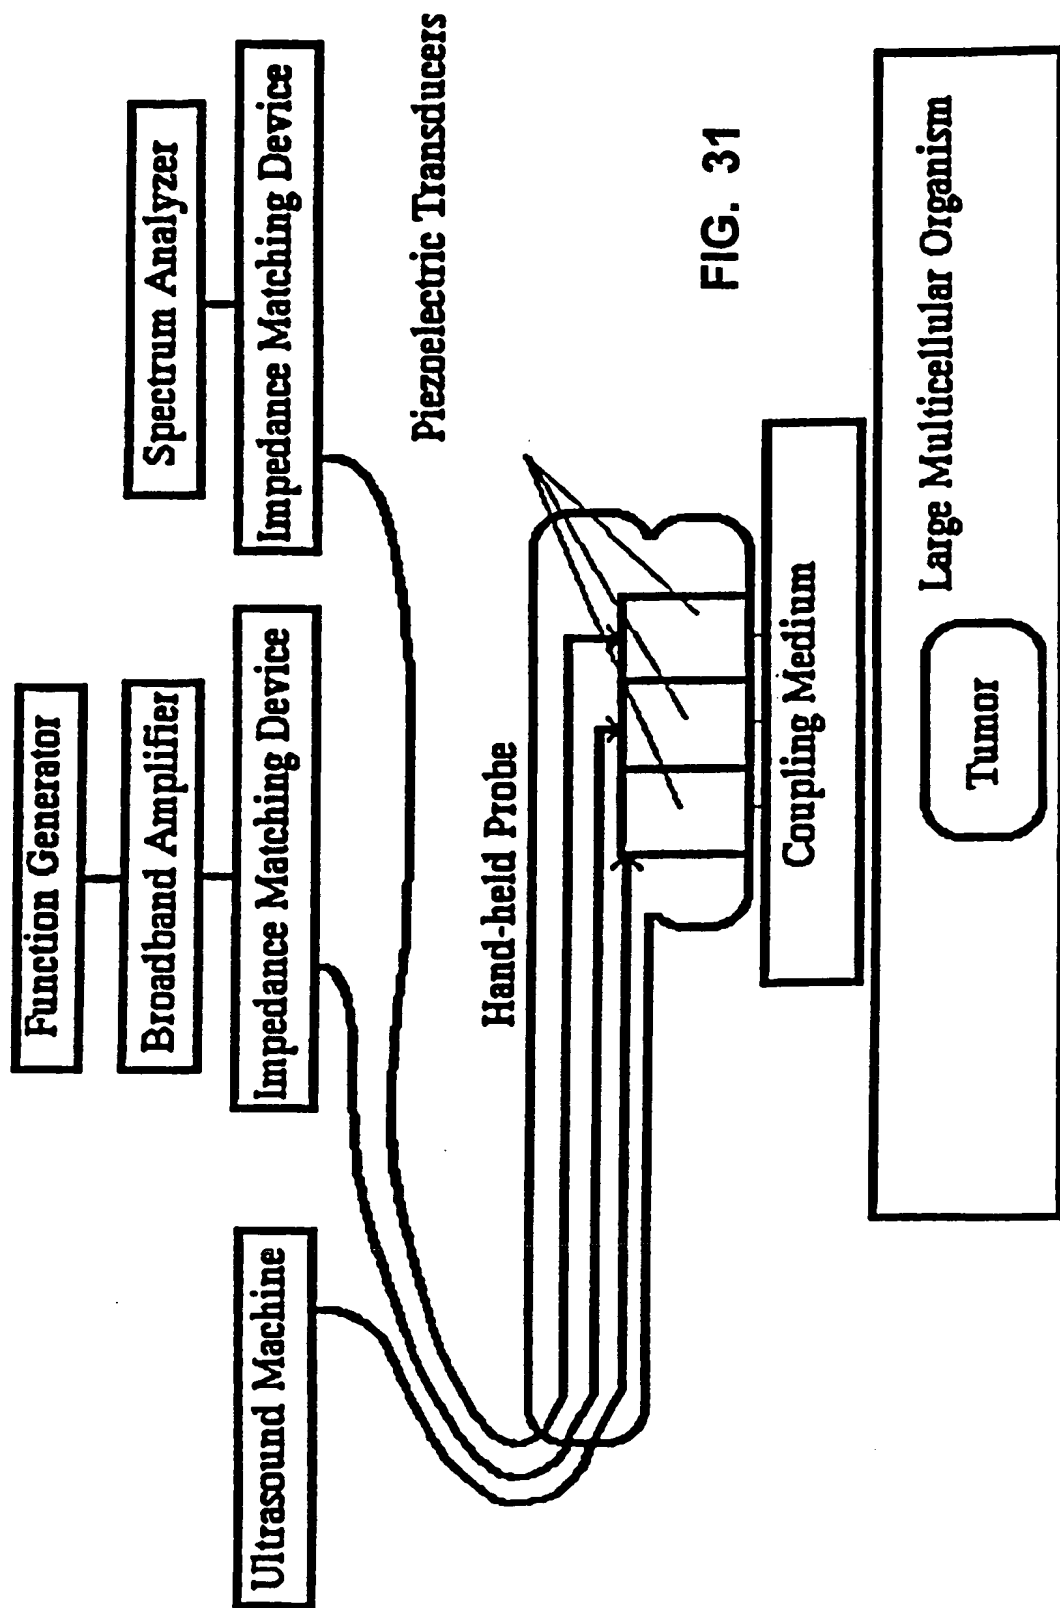 Function Generator
Broadband Amplifier
Spectrum Analyzer
Ultrasound Machine
Impedance Matching Device
Impedance Matching Device
Piezoelectric Transducers
Hand-held Probe
FIG. 31
Coupling Medium
Large Multicellular Organism
Tumor